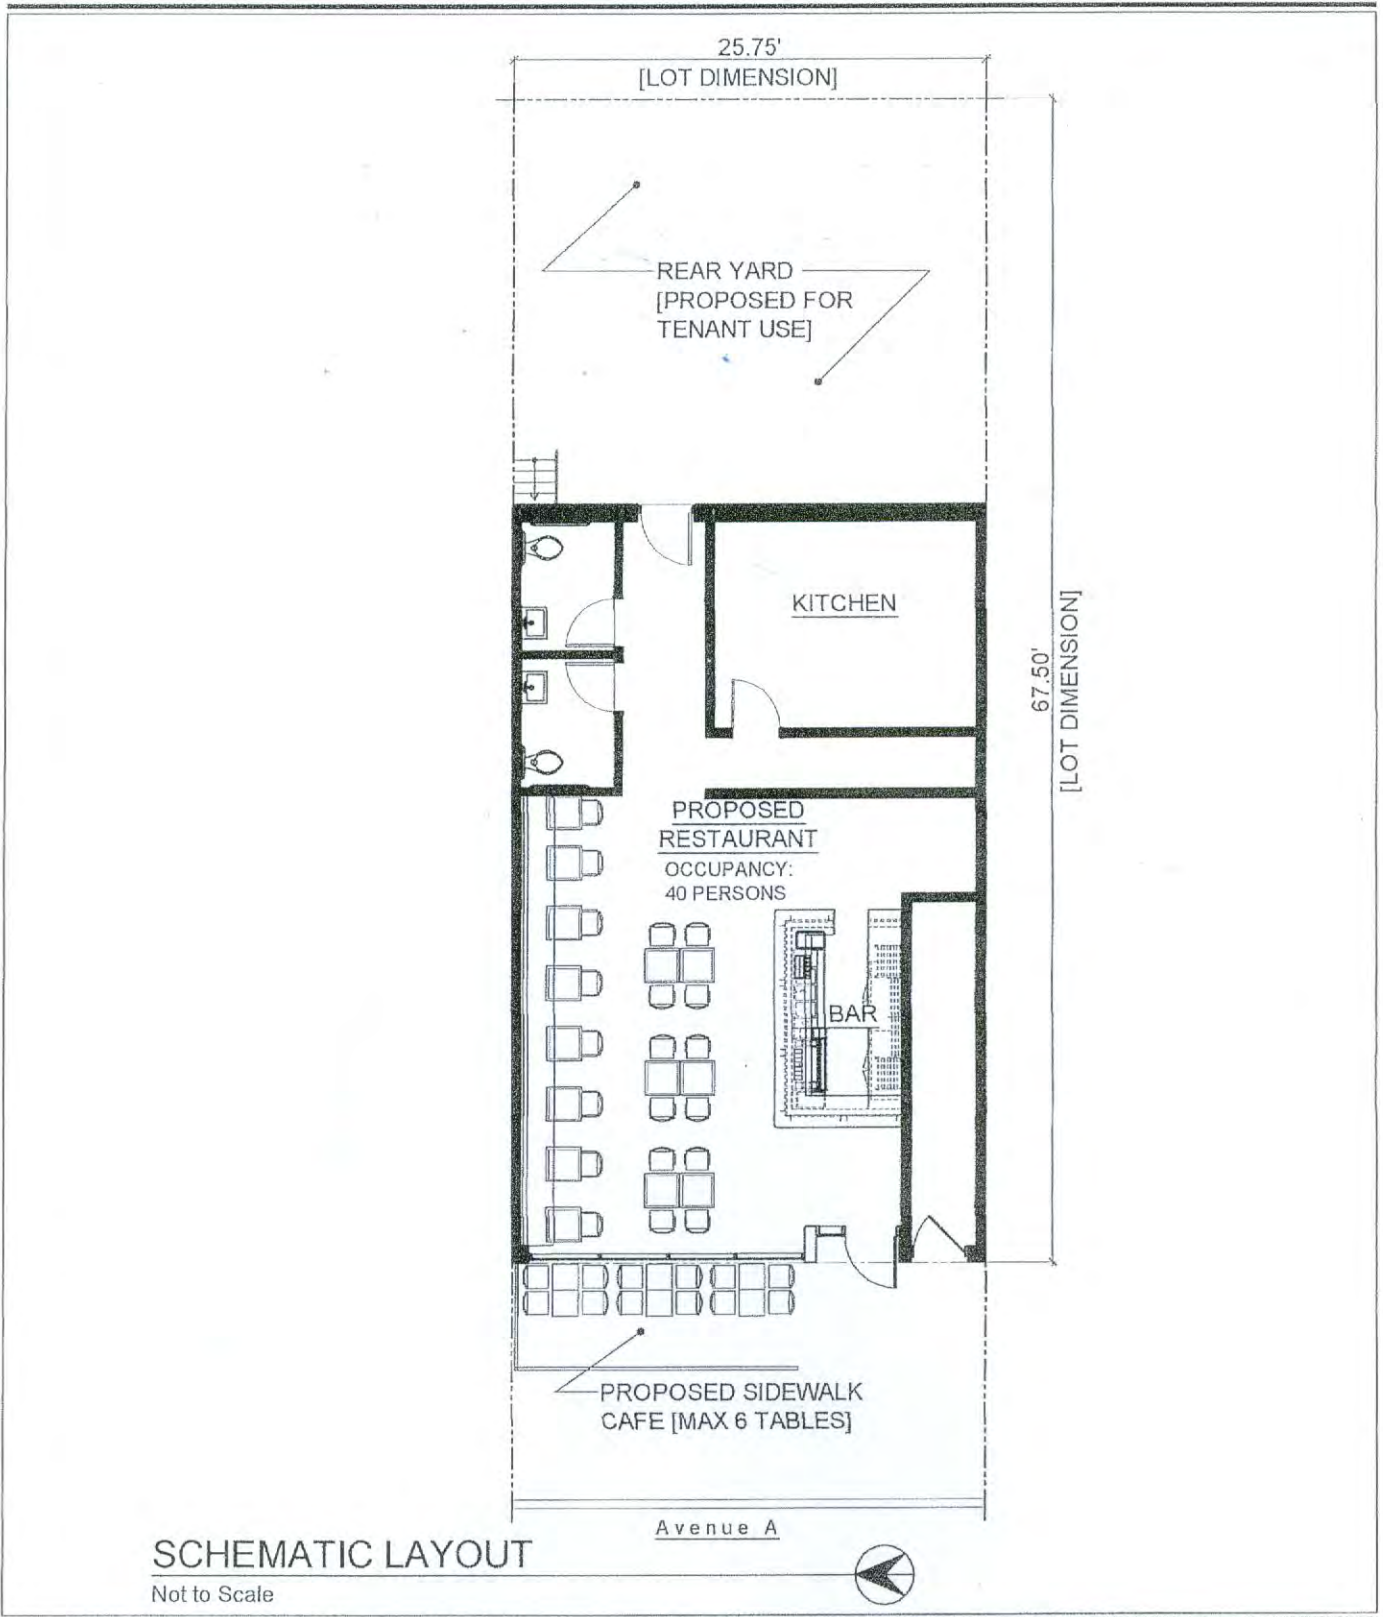 25.75'
[LOT DIMENSION]
REAR YARD
[PROPOSED FOR
TENANT USE]
KITCHEN
67.50'
[LOT DIMENSION]
PROPOSED
RESTAURANT
OCCUPANCY:
40 PERSONS
BAR
PROPOSED SIDEWALK
CAFE [MAX 6 TABLES]
Avenue A
SCHEMATIC LAYOUT
Not to Scale